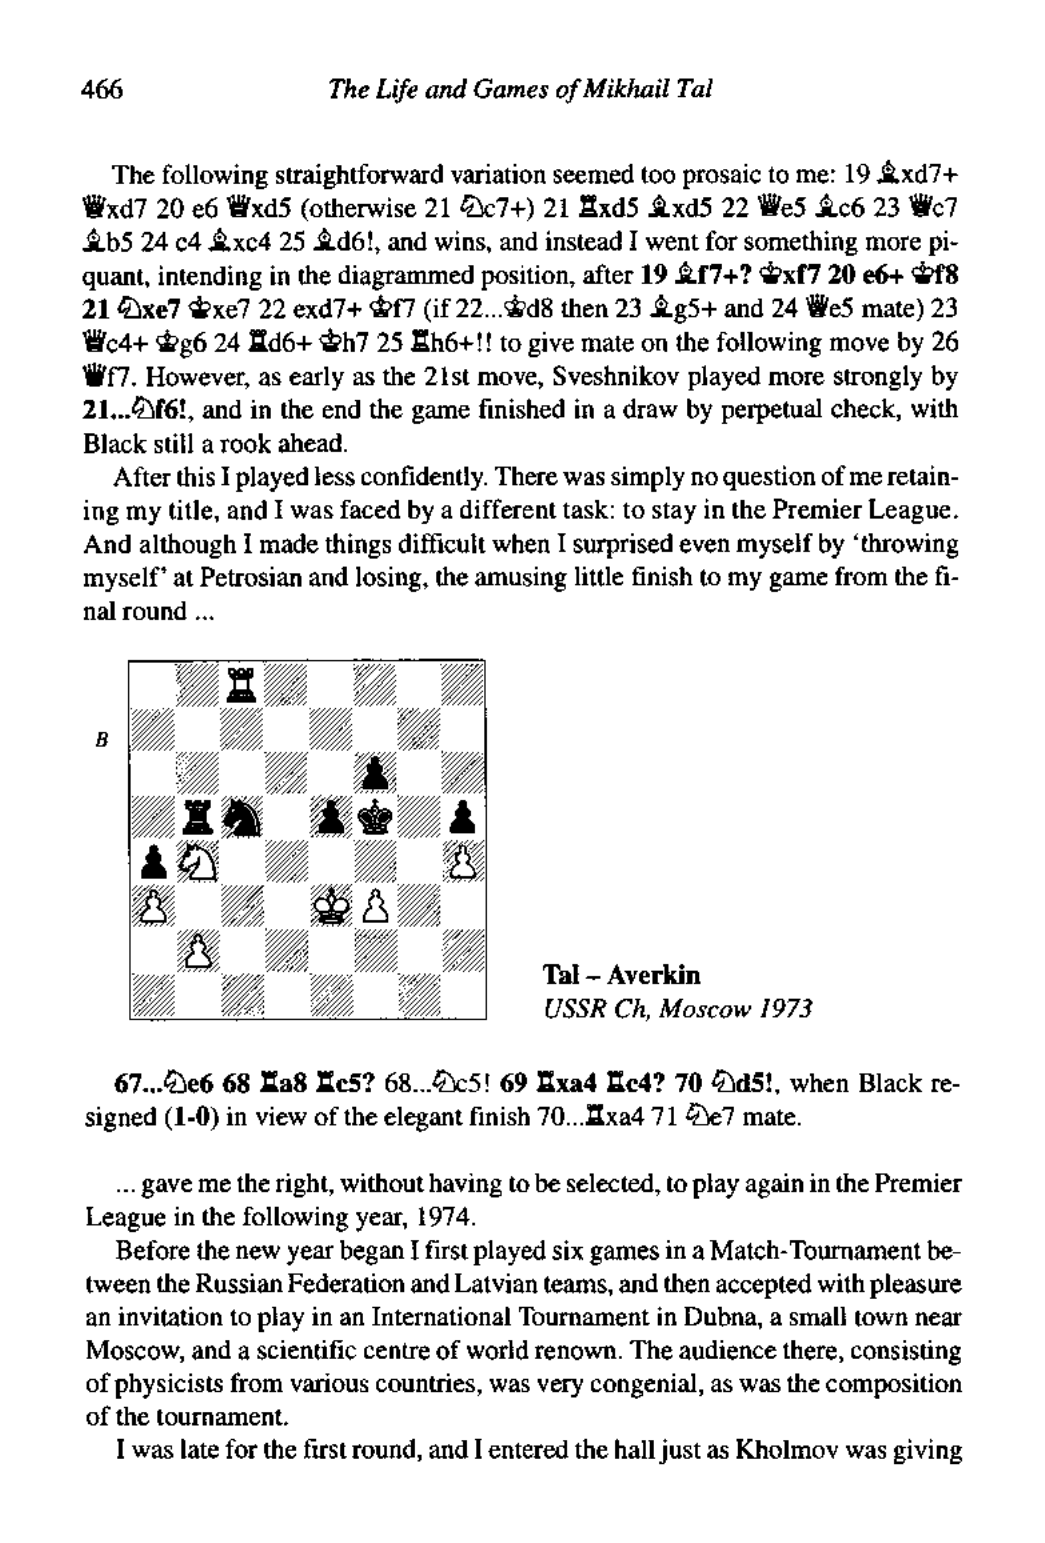 466 The Life and Games of Mikhail Tal
The following straightforward variation seemed too prosaic to me: 19 ♗xd7+
♕xd7 20 e6 ♕xd5 (otherwise 21 ♘c7+) 21 ♖xd5 ♗xd5 22 ♕e5 ♗c6 23 ♕c7
♗b5 24 c4 ♗xc4 25 ♗d6!, and wins, and instead I went for something more pi-
quant, intending in the diagrammed position, after 19 ♗f7+? ♔xf7 20 e6+ ♔f8
21 ♘xe7 ♔xe7 22 exd7+ ♔f7 (if 22...♔d8 then 23 ♗g5+ and 24 ♕e5 mate) 23
♕c4+ ♔g6 24 ♖d6+ ♔h7 25 ♖h6+!! to give mate on the following move by 26
♕f7. However, as early as the 21st move, Sveshnikov played more strongly by
21...♘f6!, and in the end the game finished in a draw by perpetual check, with
Black still a rook ahead.
After this I played less confidently. There was simply no question of me retain-
ing my title, and I was faced by a different task: to stay in the Premier League.
And although I made things difficult when I surprised even myself by ‘throwing
myself’ at Petrosian and losing, the amusing little finish to my game from the fi-
nal round ...
B
Tal – Averkin
USSR Ch, Moscow 1973
67...♘e6 68 ♖a8 ♖c5? 68...♘c5! 69 ♖xa4 ♖c4? 70 ♘d5!, when Black re-
signed (1-0) in view of the elegant finish 70...♖xa4 71 ♘e7 mate.
... gave me the right, without having to be selected, to play again in the Premier
League in the following year, 1974.
Before the new year began I first played six games in a Match-Tournament be-
tween the Russian Federation and Latvian teams, and then accepted with pleasure
an invitation to play in an International Tournament in Dubna, a small town near
Moscow, and a scientific centre of world renown. The audience there, consisting
of physicists from various countries, was very congenial, as was the composition
of the tournament.
I was late for the first round, and I entered the hall just as Kholmov was giving